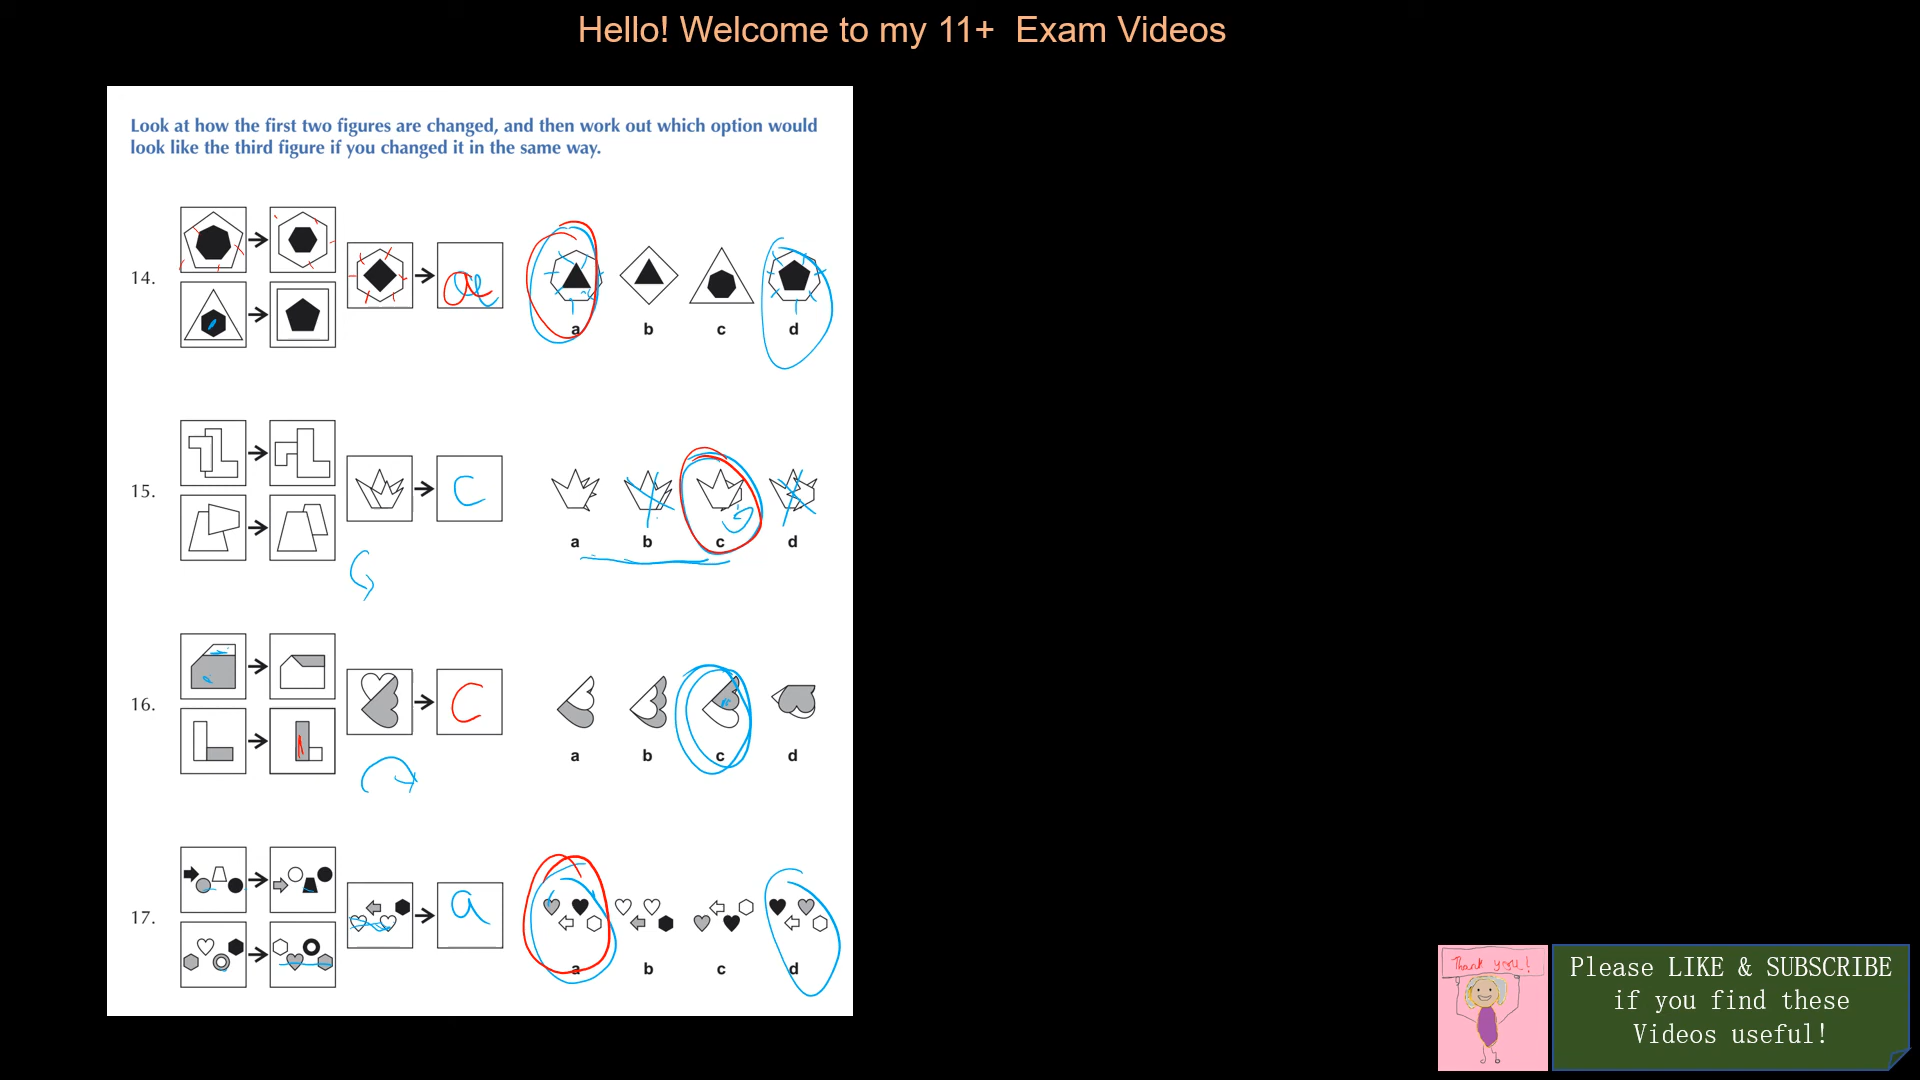 Hello! Welcome to my 11+  Exam Videos
Look at how the first two figures are changed, and then work out which option would
look like the third figure if you changed it in the same way.
14.
a
a b c d
15.
c
a b c d
16.
C
a b c d
17.
a
a b c d
Thank you!
Please LIKE & SUBSCRIBE
if you find these
Videos useful!